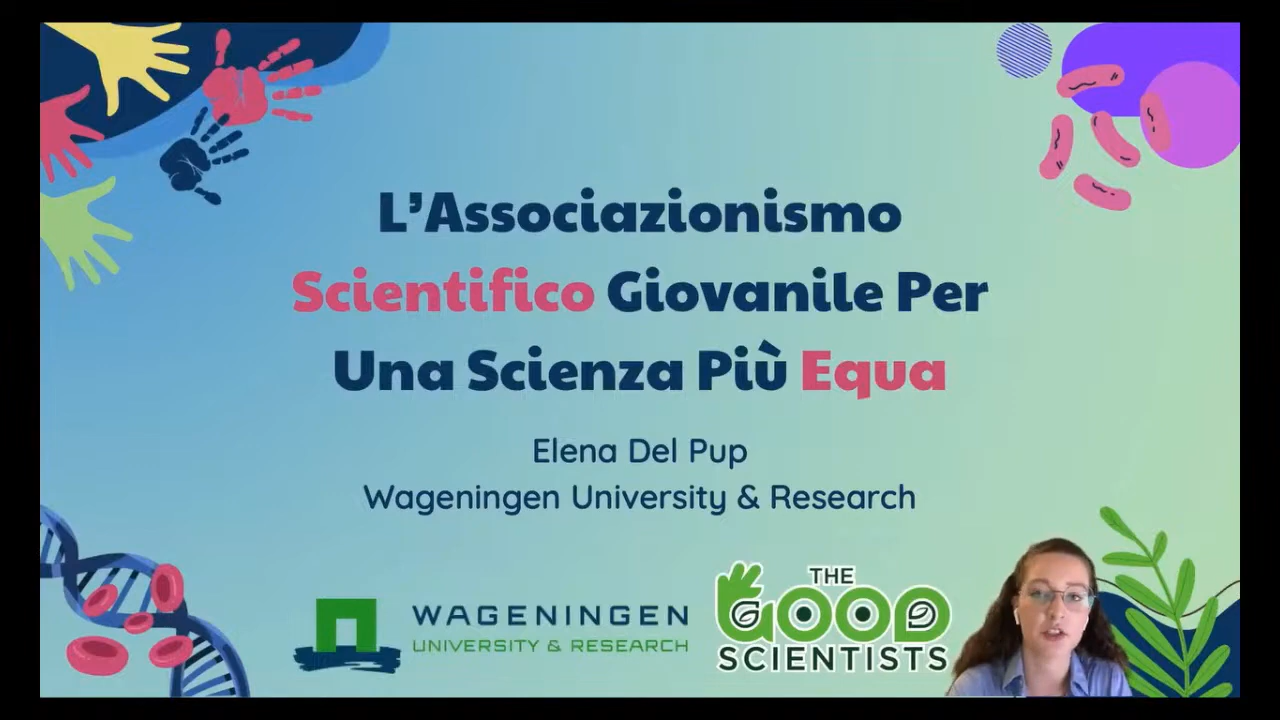 L'Associazionismo
Scientifico Giovanile Per
Una Scienza Più Equa
Elena Del Pup
Wageningen University & Research
WAGENINGEN
UNIVERSITY & RESEARCH
THE
GOOD
SCIENTISTS